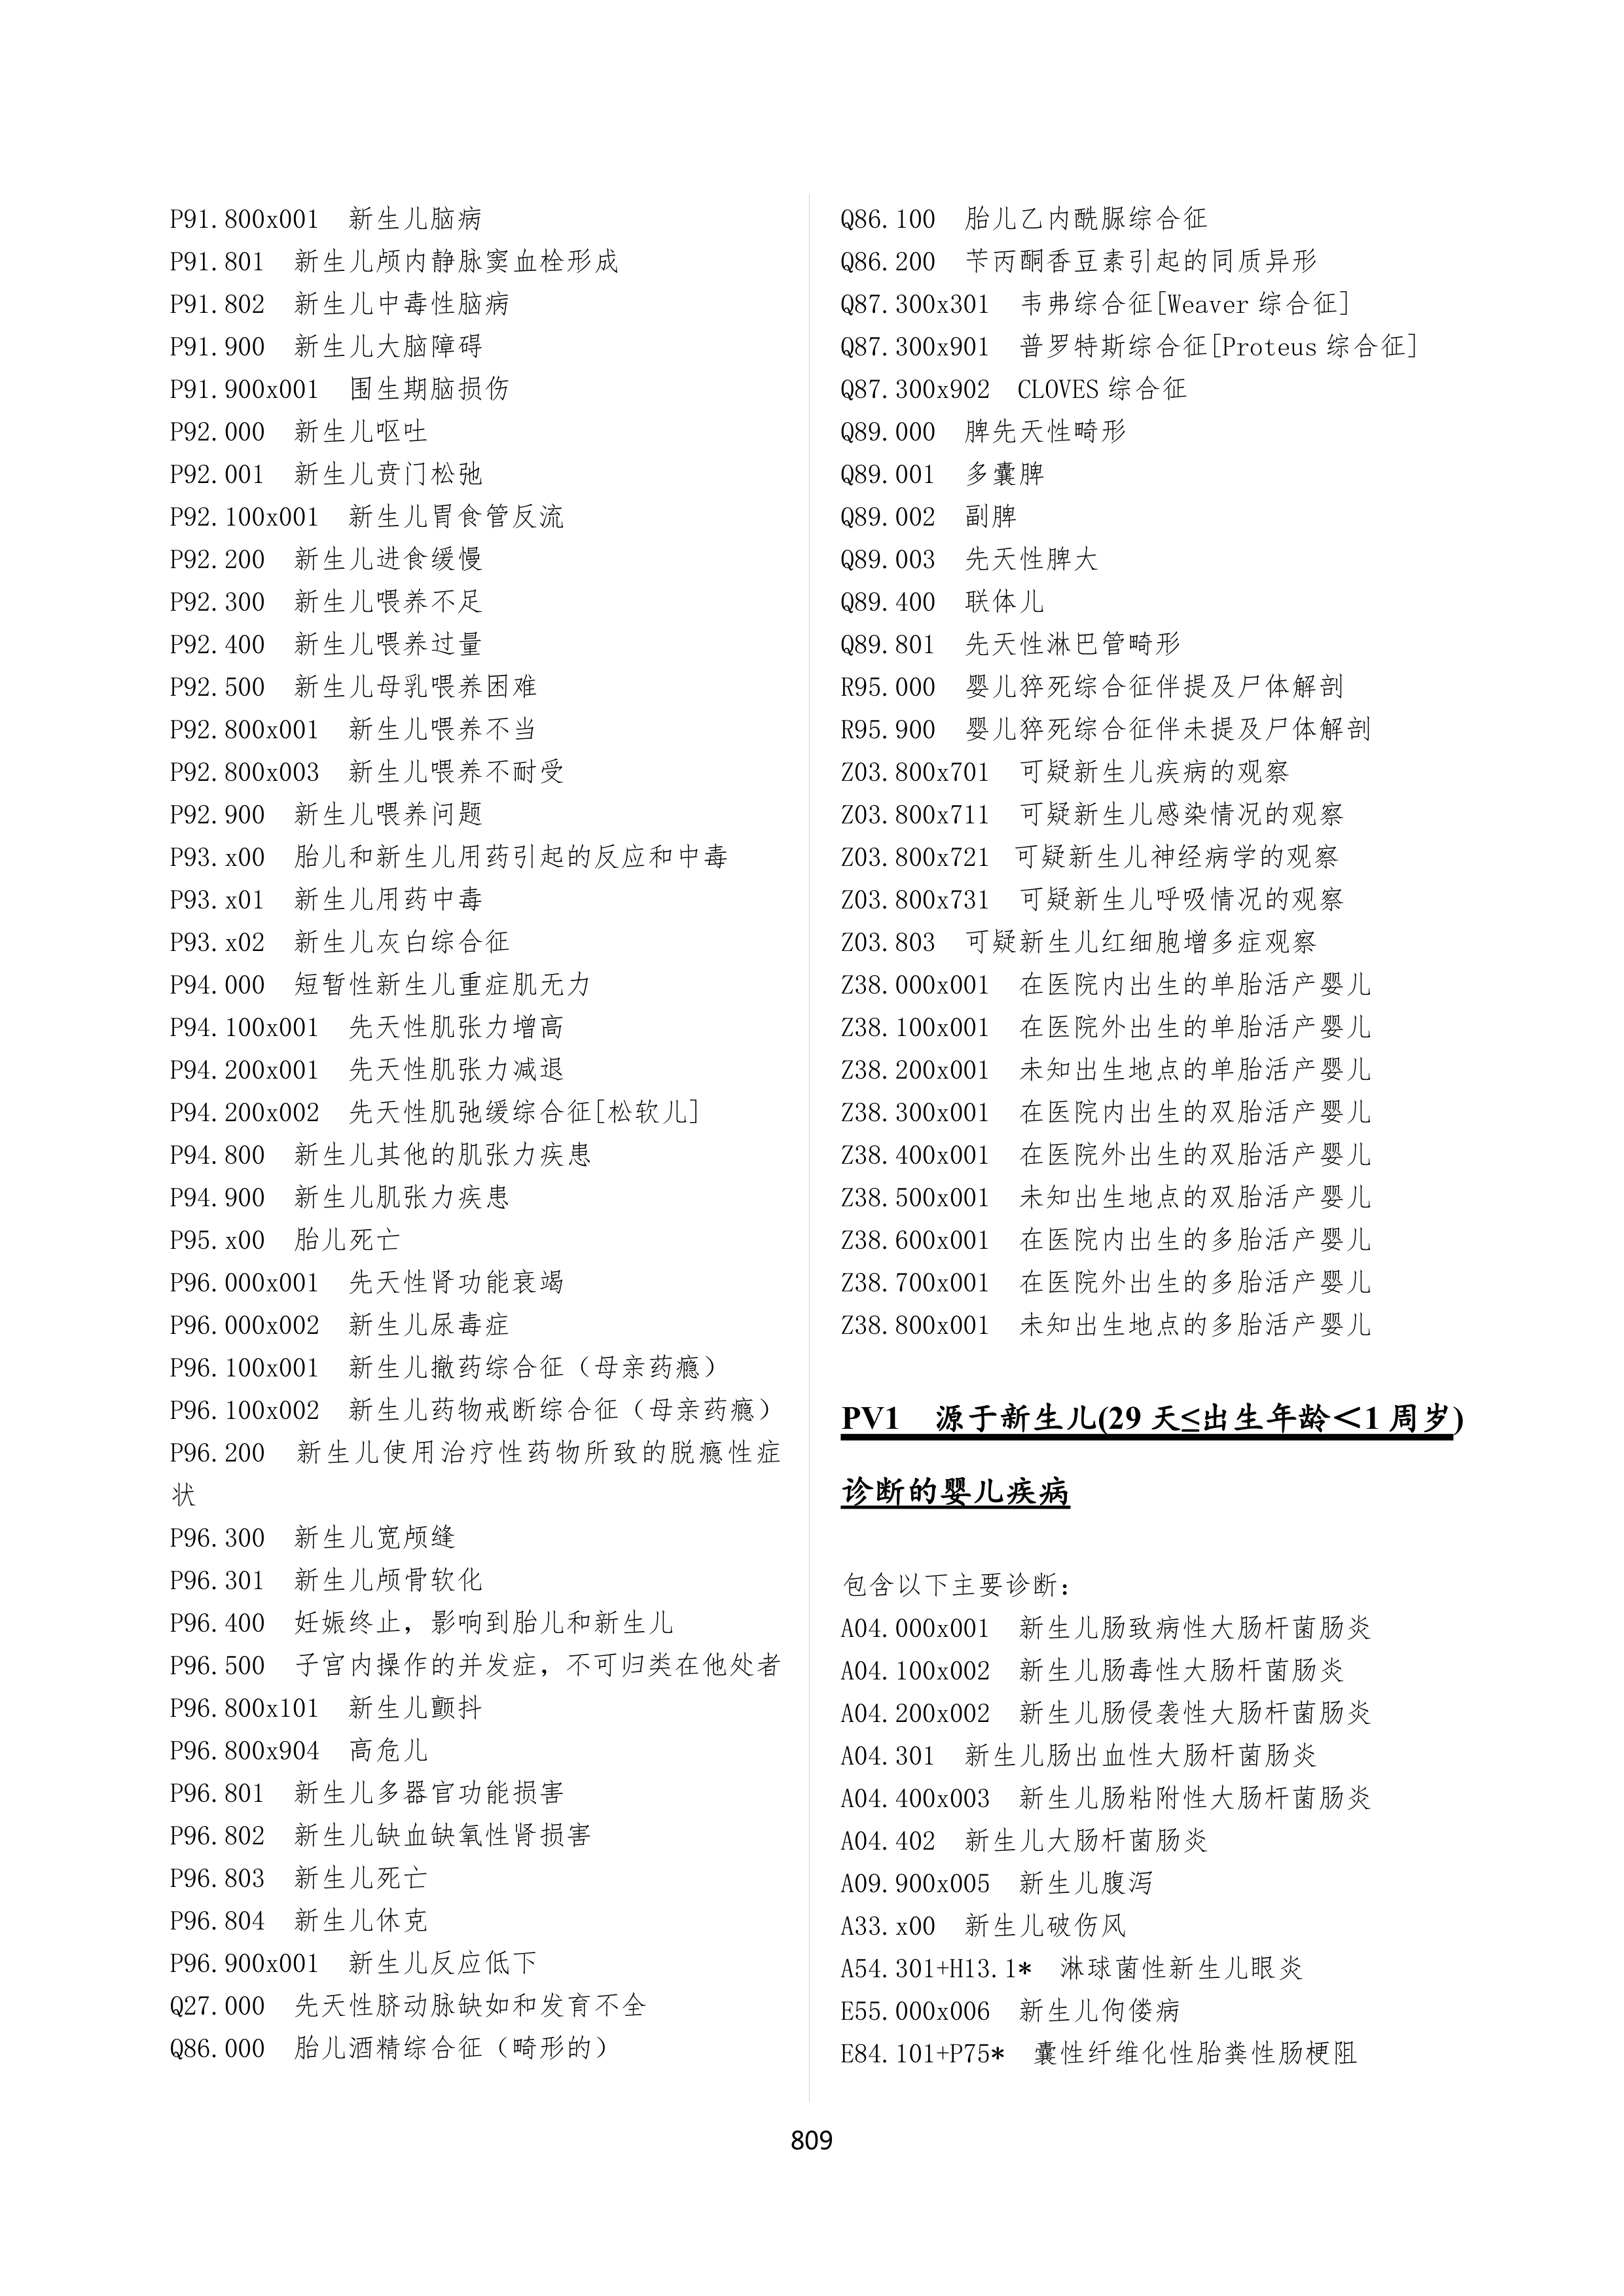 P91.800x001 新生儿脑病
P91.801 新生儿颅内静脉窦血栓形成
P91.802 新生儿中毒性脑病
P91.900 新生儿大脑障碍
P91.900x001 围生期脑损伤
P92.000 新生儿呕吐
P92.001 新生儿贲门松弛
P92.100x001 新生儿胃食管反流
P92.200 新生儿进食缓慢
P92.300 新生儿喂养不足
P92.400 新生儿喂养过量
P92.500 新生儿母乳喂养困难
P92.800x001 新生儿喂养不当
P92.800x003 新生儿喂养不耐受
P92.900 新生儿喂养问题
P93.x00 胎儿和新生儿用药引起的反应和中毒
P93.x01 新生儿用药中毒
P93.x02 新生儿灰白综合征
P94.000 短暂性新生儿重症肌无力
P94.100x001 先天性肌张力增高
P94.200x001 先天性肌张力减退
P94.200x002 先天性肌弛缓综合征[松软儿]
P94.800 新生儿其他的肌张力疾患
P94.900 新生儿肌张力疾患
P95.x00 胎儿死亡
P96.000x001 先天性肾功能衰竭
P96.000x002 新生儿尿毒症
P96.100x001 新生儿撤药综合征（母亲药瘾）
P96.100x002 新生儿药物戒断综合征（母亲药瘾）
P96.200 新生儿使用治疗性药物所致的脱瘾性症
状
P96.300 新生儿宽颅缝
P96.301 新生儿颅骨软化
P96.400 妊娠终止，影响到胎儿和新生儿
P96.500 子宫内操作的并发症，不可归类在他处者
P96.800x101 新生儿颤抖
P96.800x904 高危儿
P96.801 新生儿多器官功能损害
P96.802 新生儿缺血缺氧性肾损害
P96.803 新生儿死亡
P96.804 新生儿休克
P96.900x001 新生儿反应低下
Q27.000 先天性脐动脉缺如和发育不全
Q86.000 胎儿酒精综合征（畸形的）
Q86.100 胎儿乙内酰脲综合征
Q86.200 苄丙酮香豆素引起的同质异形
Q87.300x301 韦弗综合征[Weaver 综合征]
Q87.300x901 普罗特斯综合征[Proteus 综合征]
Q87.300x902 CLOVES 综合征
Q89.000 脾先天性畸形
Q89.001 多囊脾
Q89.002 副脾
Q89.003 先天性脾大
Q89.400 联体儿
Q89.801 先天性淋巴管畸形
R95.000 婴儿猝死综合征伴提及尸体解剖
R95.900 婴儿猝死综合征伴未提及尸体解剖
Z03.800x701 可疑新生儿疾病的观察
Z03.800x711 可疑新生儿感染情况的观察
Z03.800x721 可疑新生儿神经病学的观察
Z03.800x731 可疑新生儿呼吸情况的观察
Z03.803 可疑新生儿红细胞增多症观察
Z38.000x001 在医院内出生的单胎活产婴儿
Z38.100x001 在医院外出生的单胎活产婴儿
Z38.200x001 未知出生地点的单胎活产婴儿
Z38.300x001 在医院内出生的双胎活产婴儿
Z38.400x001 在医院外出生的双胎活产婴儿
Z38.500x001 未知出生地点的双胎活产婴儿
Z38.600x001 在医院内出生的多胎活产婴儿
Z38.700x001 在医院外出生的多胎活产婴儿
Z38.800x001 未知出生地点的多胎活产婴儿
PV1 源于新生儿(29 天≤出生年龄＜1 周岁)
诊断的婴儿疾病
包含以下主要诊断：
A04.000x001 新生儿肠致病性大肠杆菌肠炎
A04.100x002 新生儿肠毒性大肠杆菌肠炎
A04.200x002 新生儿肠侵袭性大肠杆菌肠炎
A04.301 新生儿肠出血性大肠杆菌肠炎
A04.400x003 新生儿肠粘附性大肠杆菌肠炎
A04.402 新生儿大肠杆菌肠炎
A09.900x005 新生儿腹泻
A33.x00 新生儿破伤风
A54.301+H13.1* 淋球菌性新生儿眼炎
E55.000x006 新生儿佝偻病
E84.101+P75* 囊性纤维化性胎粪性肠梗阻
809